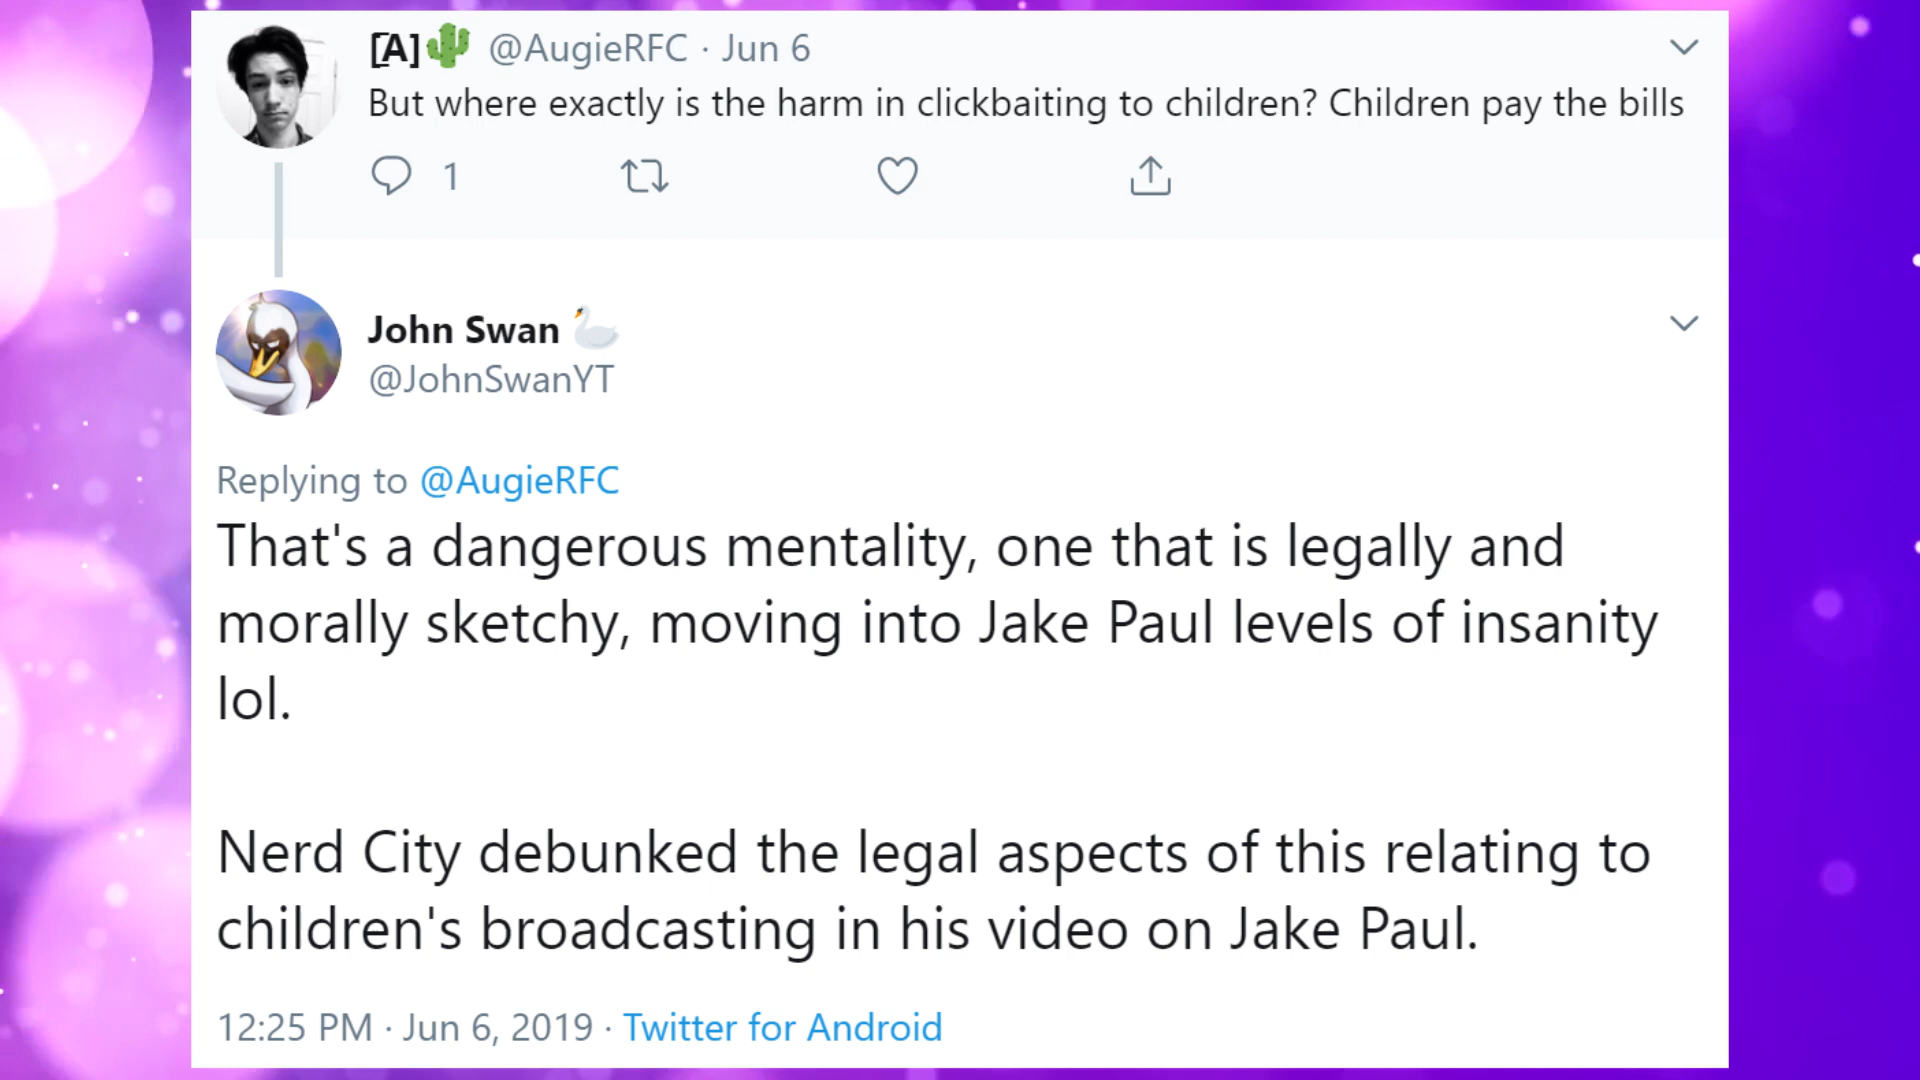 [A]🌵 @AugieRFC · Jun 6
But where exactly is the harm in clickbaiting to children? Children pay the bills
1
John Swan 🦢
@JohnSwanYT
Replying to @AugieRFC
That's a dangerous mentality, one that is legally and
morally sketchy, moving into Jake Paul levels of insanity
lol.
Nerd City debunked the legal aspects of this relating to
children's broadcasting in his video on Jake Paul.
12:25 PM · Jun 6, 2019 · Twitter for Android